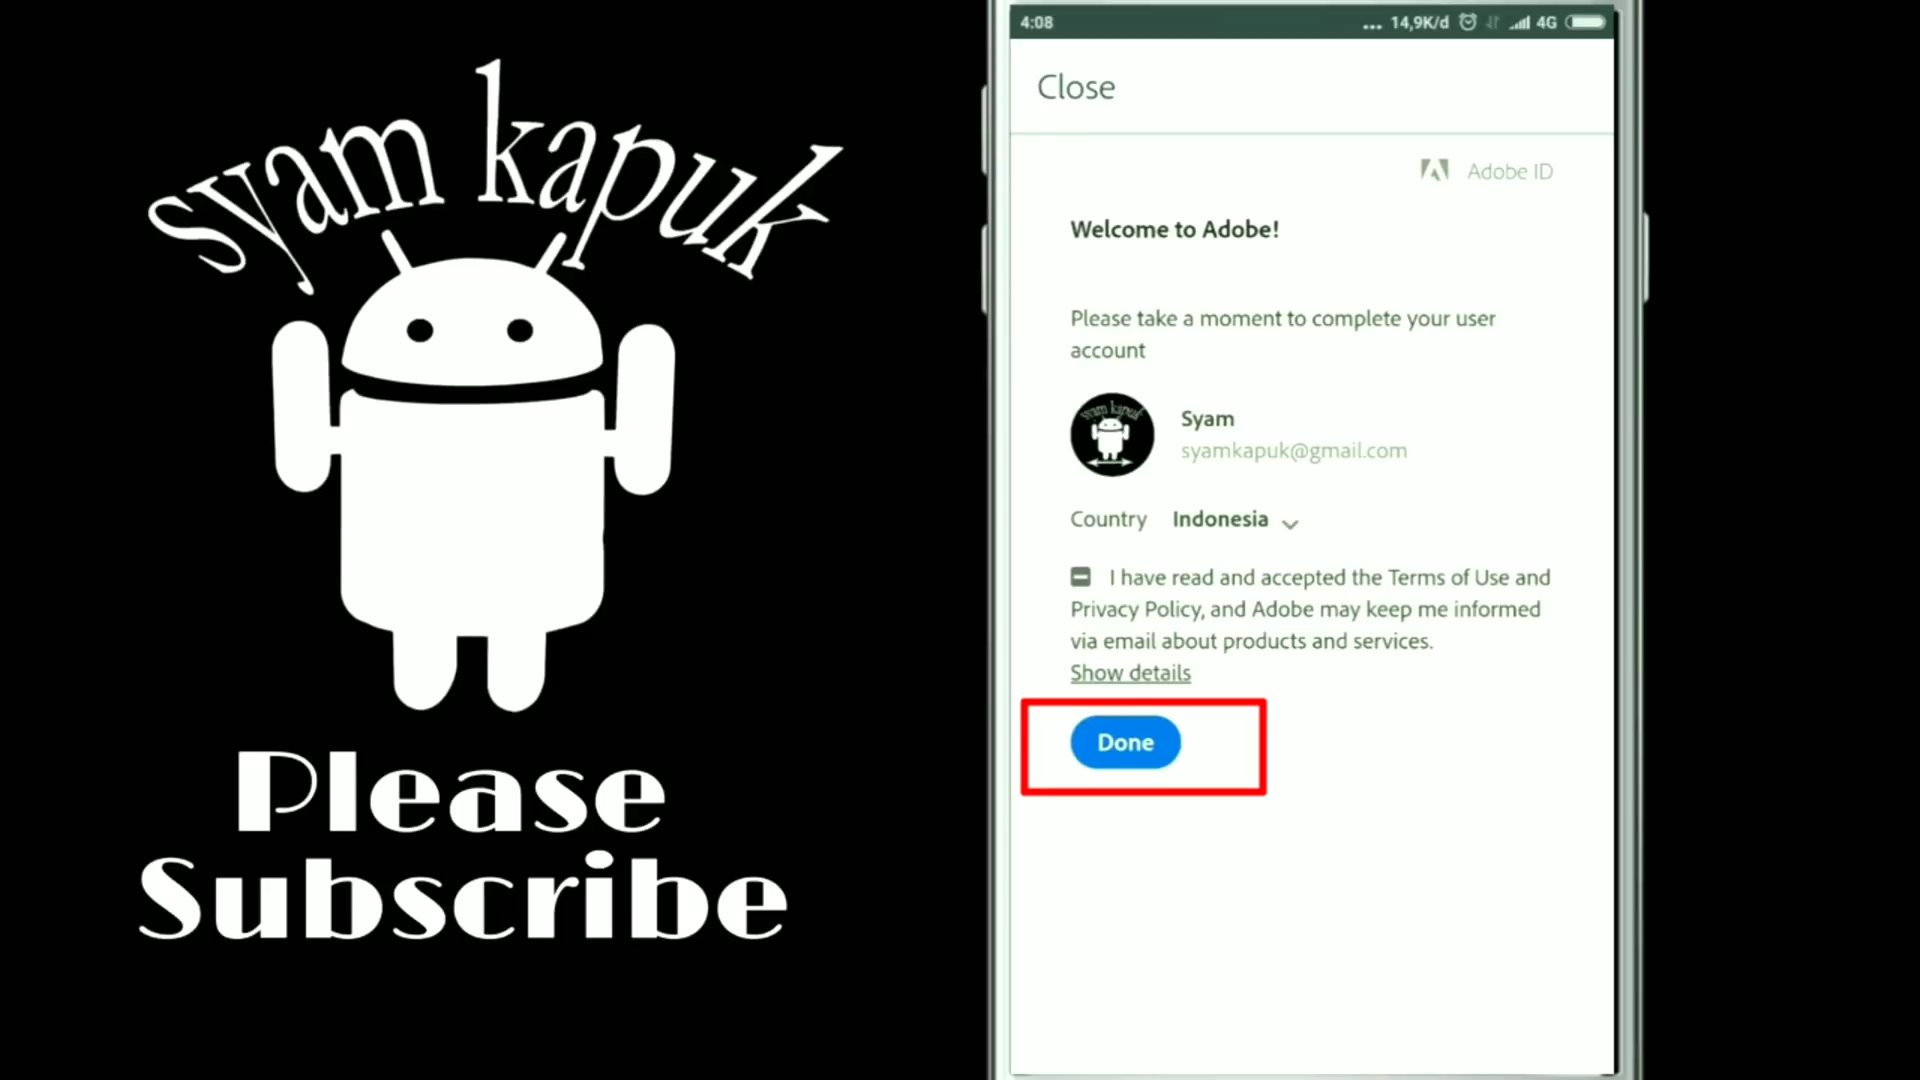 syam kapuk
Please
Subscribe
4:08
... 14,9K/d 4G
Close
Adobe ID
Welcome to Adobe!
Please take a moment to complete your user
account
syam kapuk
Syam
syamkapuk@gmail.com
Country Indonesia
I have read and accepted the Terms of Use and
Privacy Policy, and Adobe may keep me informed
via email about products and services.
Show details
Done